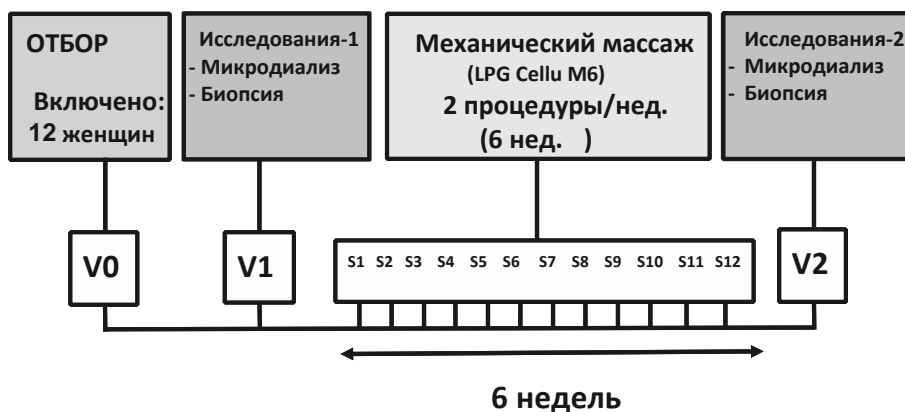 ОТБОР
Включено:
12 женщин
Исследования-1
- Микродиализ
- Биопсия
Механический массаж
(LPG Cellu M6)
2 процедуры/нед.
(6 нед. )
Исследования-2
- Микродиализ
- Биопсия
V0
V1
S1 S2 S3 S4 S5 S6 S7 S8 S9 S10 S11 S12
V2
6 недель